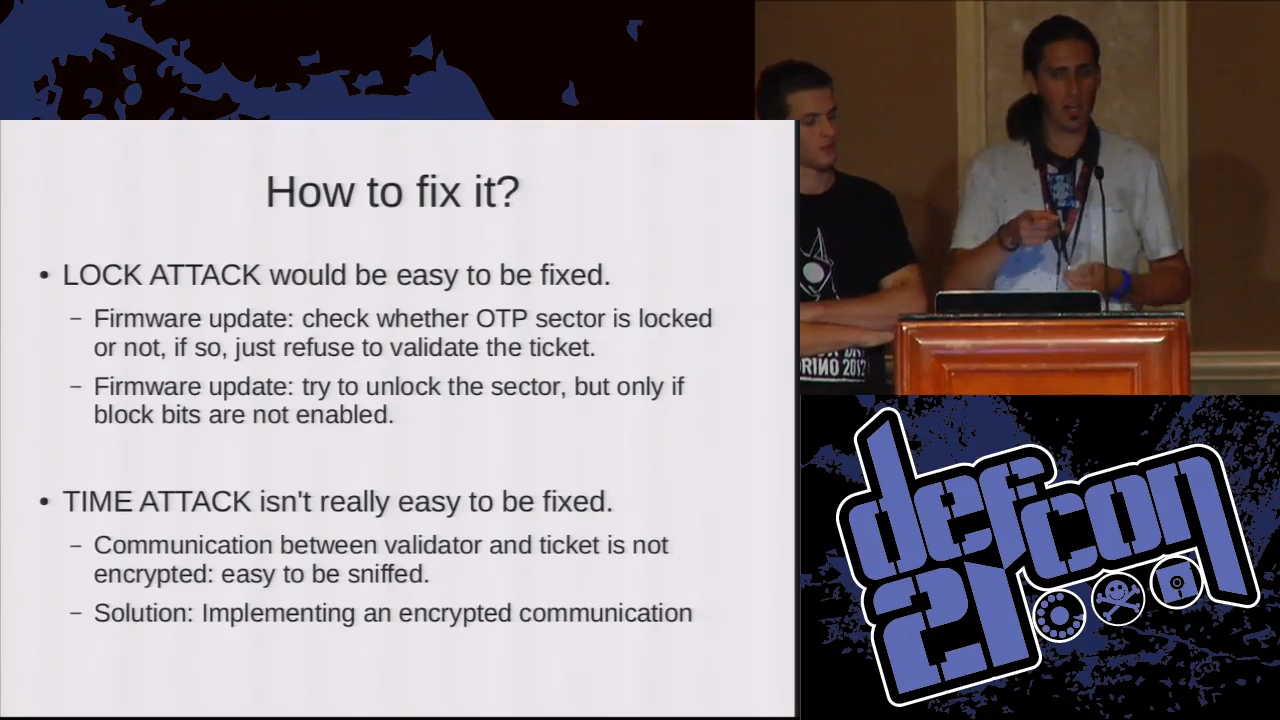 How to fix it?
• LOCK ATTACK would be easy to be fixed.
– Firmware update: check whether OTP sector is locked
or not, if so, just refuse to validate the ticket.
– Firmware update: try to unlock the sector, but only if
block bits are not enabled.
• TIME ATTACK isn't really easy to be fixed.
– Communication between validator and ticket is not
encrypted: easy to be sniffed.
– Solution: Implementing an encrypted communication
defcon
21